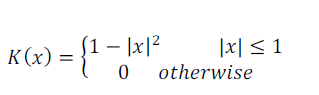 K(x) = {1 − |x|² |x| ≤ 1
0 otherwise